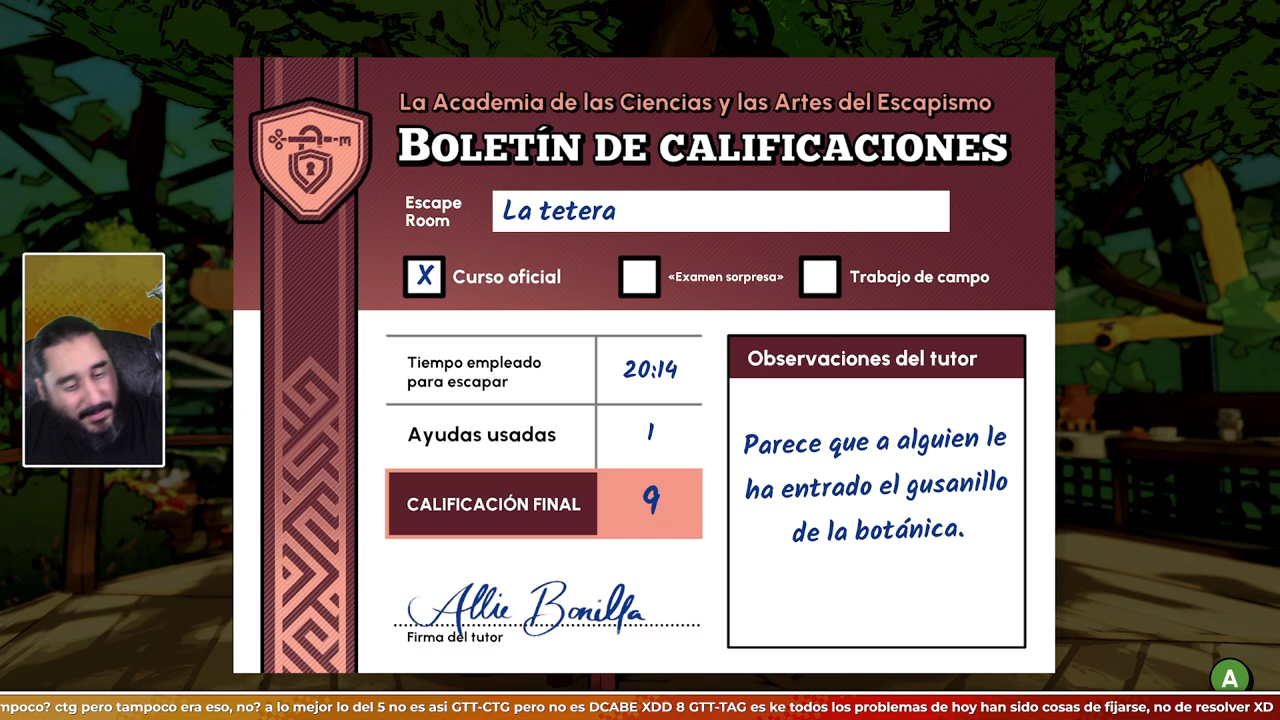 La Academia de las Ciencias y las Artes del Escapismo
BOLETÍN DE CALIFICACIONES
Escape
Room
La tetera
X Curso oficial
«Examen sorpresa»
Trabajo de campo
Tiempo empleado
para escapar
20:14
Ayudas usadas
1
CALIFICACIÓN FINAL
9
Allie Bonilla
Firma del tutor
Observaciones del tutor
Parece que a alguien le
ha entrado el gusanillo
de la botánica.
A
mpoco? ctg pero tampoco era eso, no? a lo mejor lo del 5 no es asi GTT-CTG pero no es DCABE XDD 8 GTT-TAG es ke todos los problemas de hoy han sido cosas de fijarse, no de resolver XD